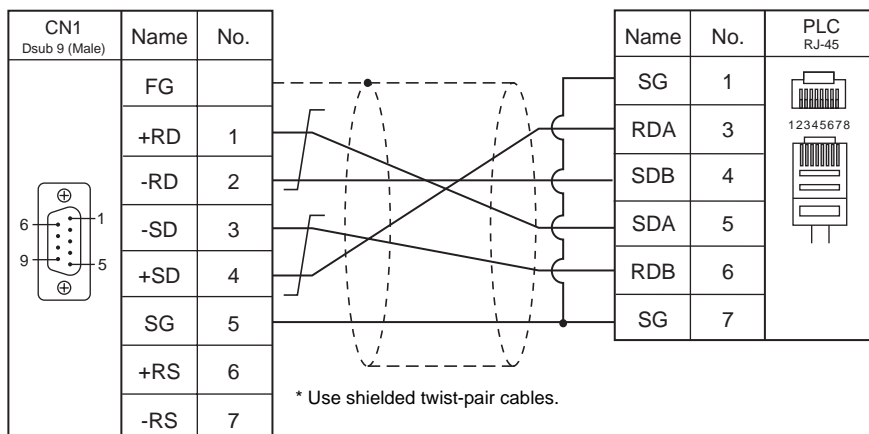 CN1
Dsub 9 (Male)
Name No.
FG
+RD 1
-RD 2
-SD 3
+SD 4
SG 5
+RS 6
-RS 7
6
1
9
5
* Use shielded twist-pair cables.
Name No.
PLC
RJ-45
SG 1
RDA 3
SDB 4
SDA 5
RDB 6
SG 7
12345678